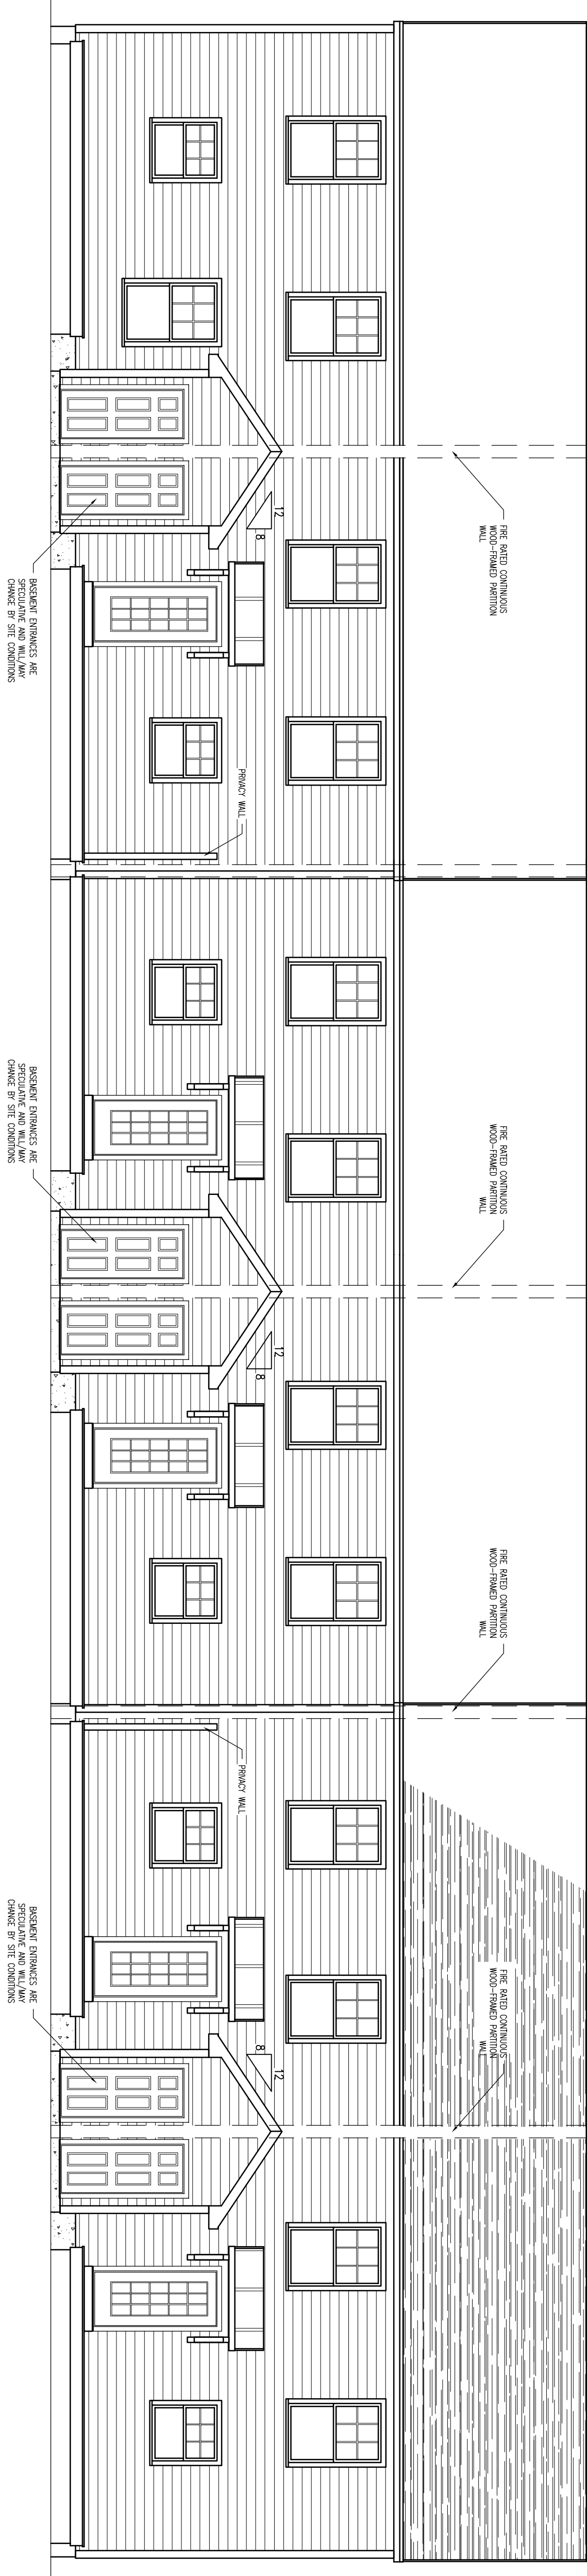 FIRE RATED CONTINUOUS
WOOD-FRAMED PARTITION
WALL
FIRE RATED CONTINUOUS
WOOD-FRAMED PARTITION
WALL
FIRE RATED CONTINUOUS
WOOD-FRAMED PARTITION
WALL
FIRE RATED CONTINUOUS
WOOD-FRAMED PARTITION
WALL
12
8
12
8
12
8
PRIVACY WALL
PRIVACY WALL
BASEMENT ENTRANCES ARE
SPECULATIVE AND WILL/MAY
CHANGE BY SITE CONDITIONS
BASEMENT ENTRANCES ARE
SPECULATIVE AND WILL/MAY
CHANGE BY SITE CONDITIONS
BASEMENT ENTRANCES ARE
SPECULATIVE AND WILL/MAY
CHANGE BY SITE CONDITIONS